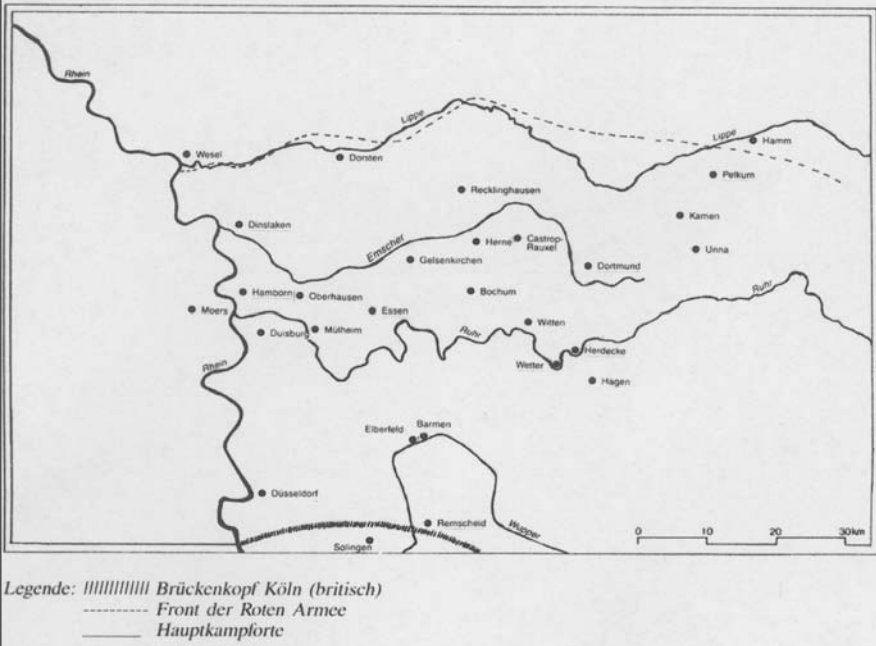 Rhein
Lippe
Lippe
Hamm
Wesel
Dorsten
Pelkum
Recklinghausen
Kamen
Dinslaken
Emscher
Herne
Castrop-
Rauxel
Unna
Gelsenkirchen
Dortmund
Hamborn
Oberhausen
Bochum
Ruhr
Moers
Essen
Duisburg
Mülheim
Ruhr
Witten
Herdecke
Rhein
Wetter
Hagen
Elberfeld
Barmen
Düsseldorf
Remscheid
Wupper
Solingen
0 10 20 30 km
Legende: Brückenkopf Köln (britisch)
Front der Roten Armee
Hauptkampforte